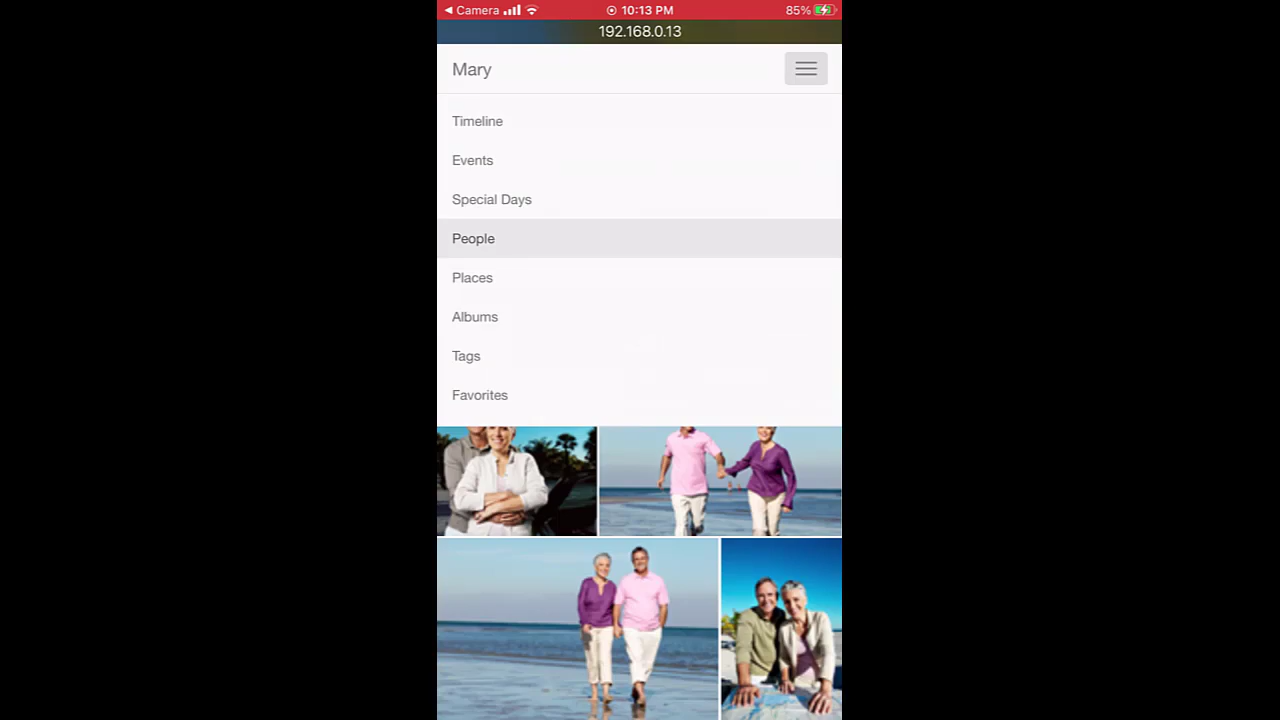 Camera 10:13 PM 85%
192.168.0.13
Mary
Timeline
Events
Special Days
People
Places
Albums
Tags
Favorites